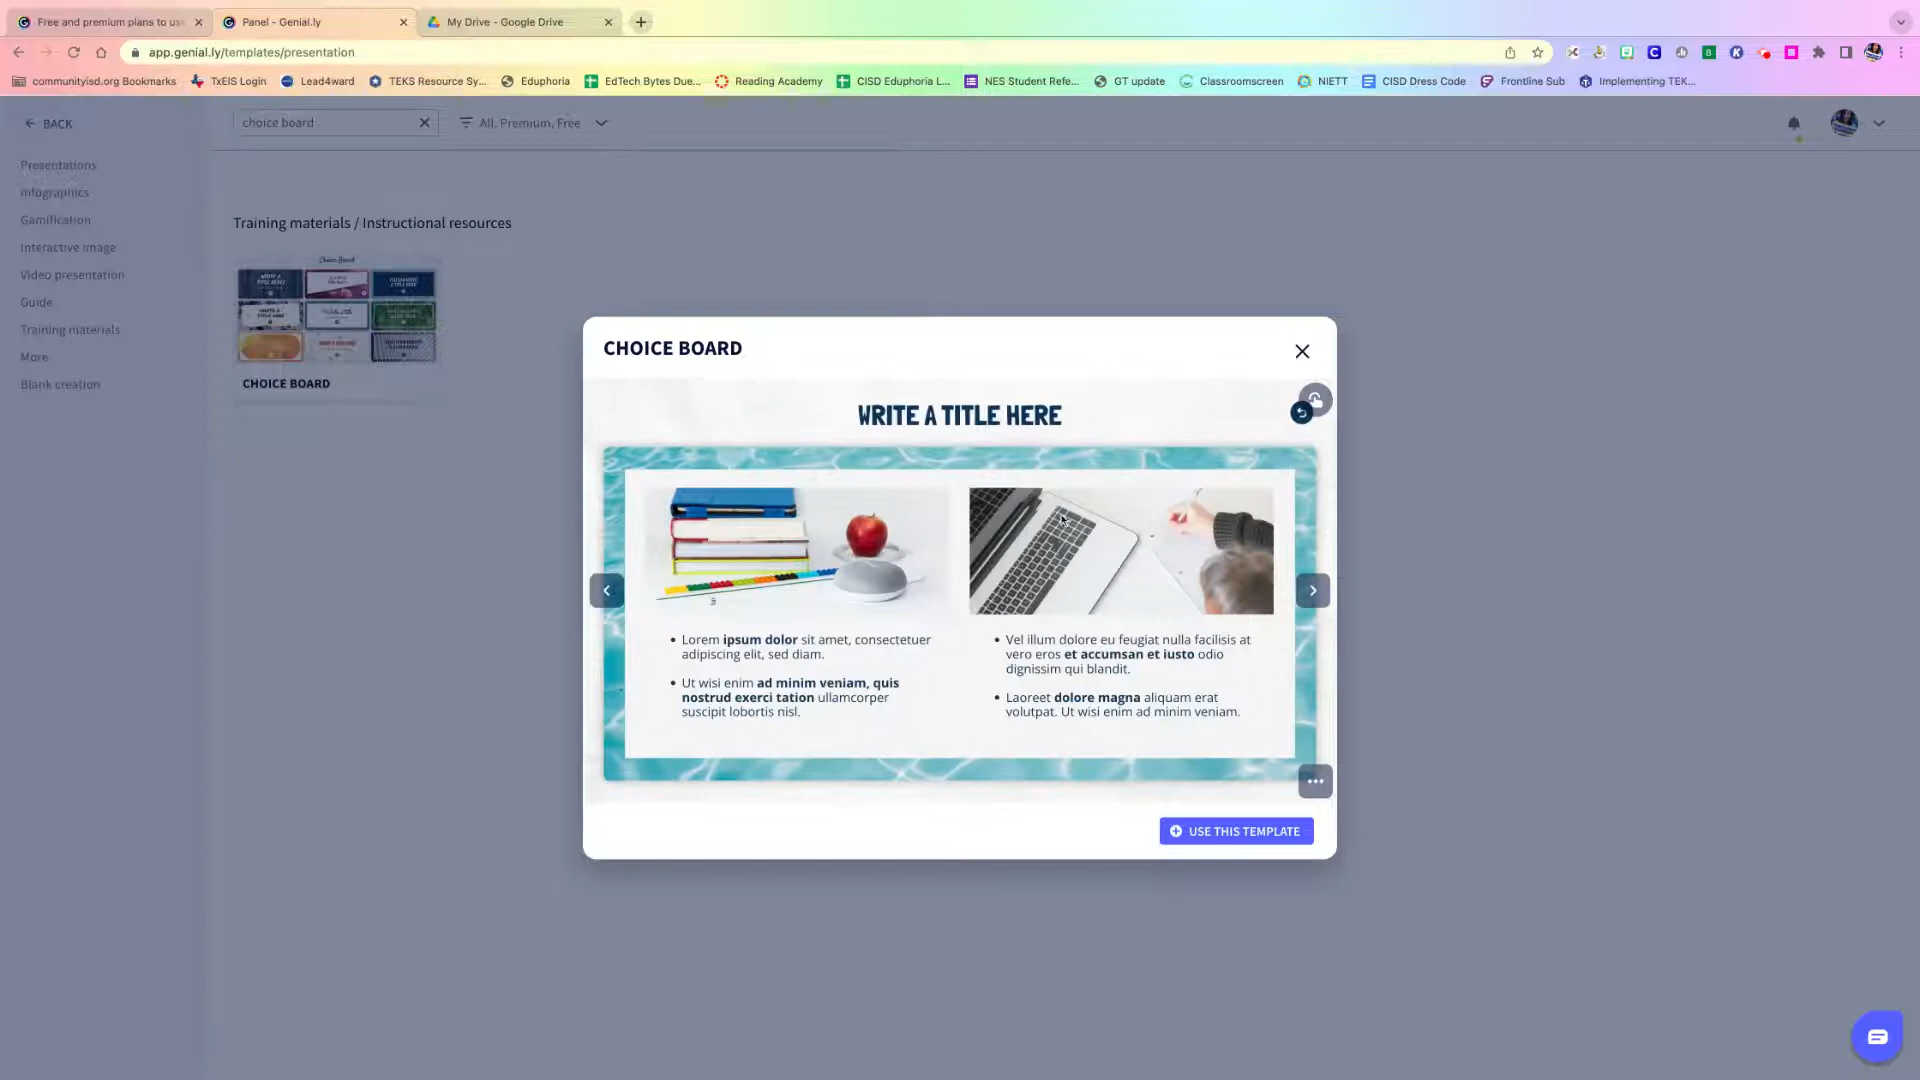 Free and premium plans to us
Panel - Genial.ly
My Drive - Google Drive
app.genial.ly/templates/presentation
communityisd.org Bookmarks
TxEIS Login
Lead4ward
TEKS Resource Sy...
Eduphoria
EdTech Bytes Due...
Reading Academy
CISD Eduphoria L...
NES Student Refe...
GT update
Classroomscreen
NIETT
CISD Dress Code
Frontline Sub
Implementing TEK...
BACK
choice board
All, Premium, Free
Presentations
Infographics
Gamification
Interactive image
Video presentation
Guide
Training materials
More
Blank creation
Training materials / Instructional resources
Choice Board
CHOICE BOARD
CHOICE BOARD
WRITE A TITLE HERE
• Lorem ipsum dolor sit amet, consectetuer
adipiscing elit, sed diam.
• Ut wisi enim ad minim veniam, quis
nostrud exerci tation ullamcorper
suscipit lobortis nisl.
• Vel illum dolore eu feugiat nulla facilisis at
vero eros et accumsan et iusto odio
dignissim qui blandit.
• Laoreet dolore magna aliquam erat
volutpat. Ut wisi enim ad minim veniam.
USE THIS TEMPLATE